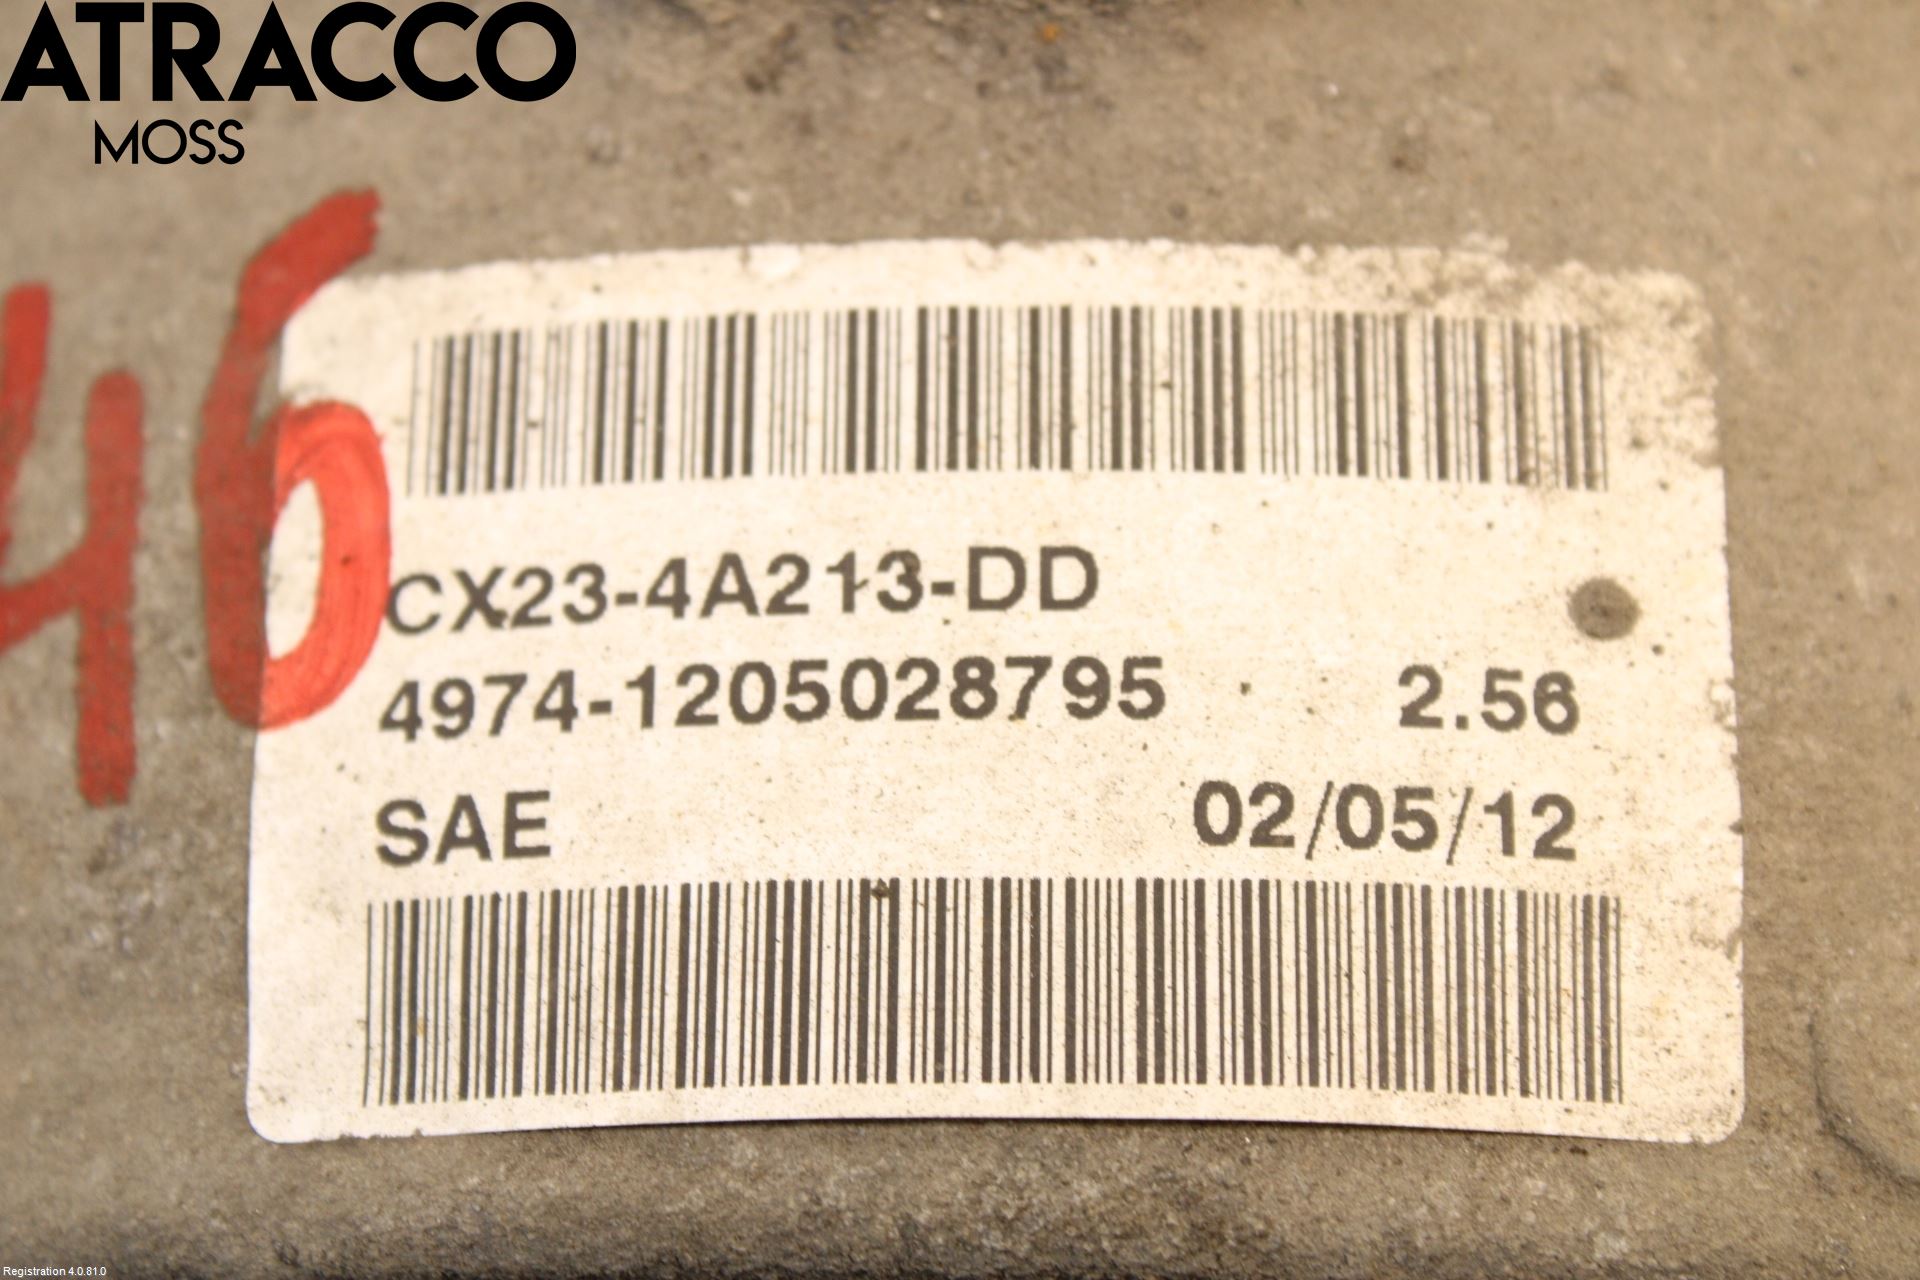 ATRACCO
MOSS
46
CX23-4A213-DD
4974-1205028795 2.56
SAE 02/05/12
Registration 4.0.81.0